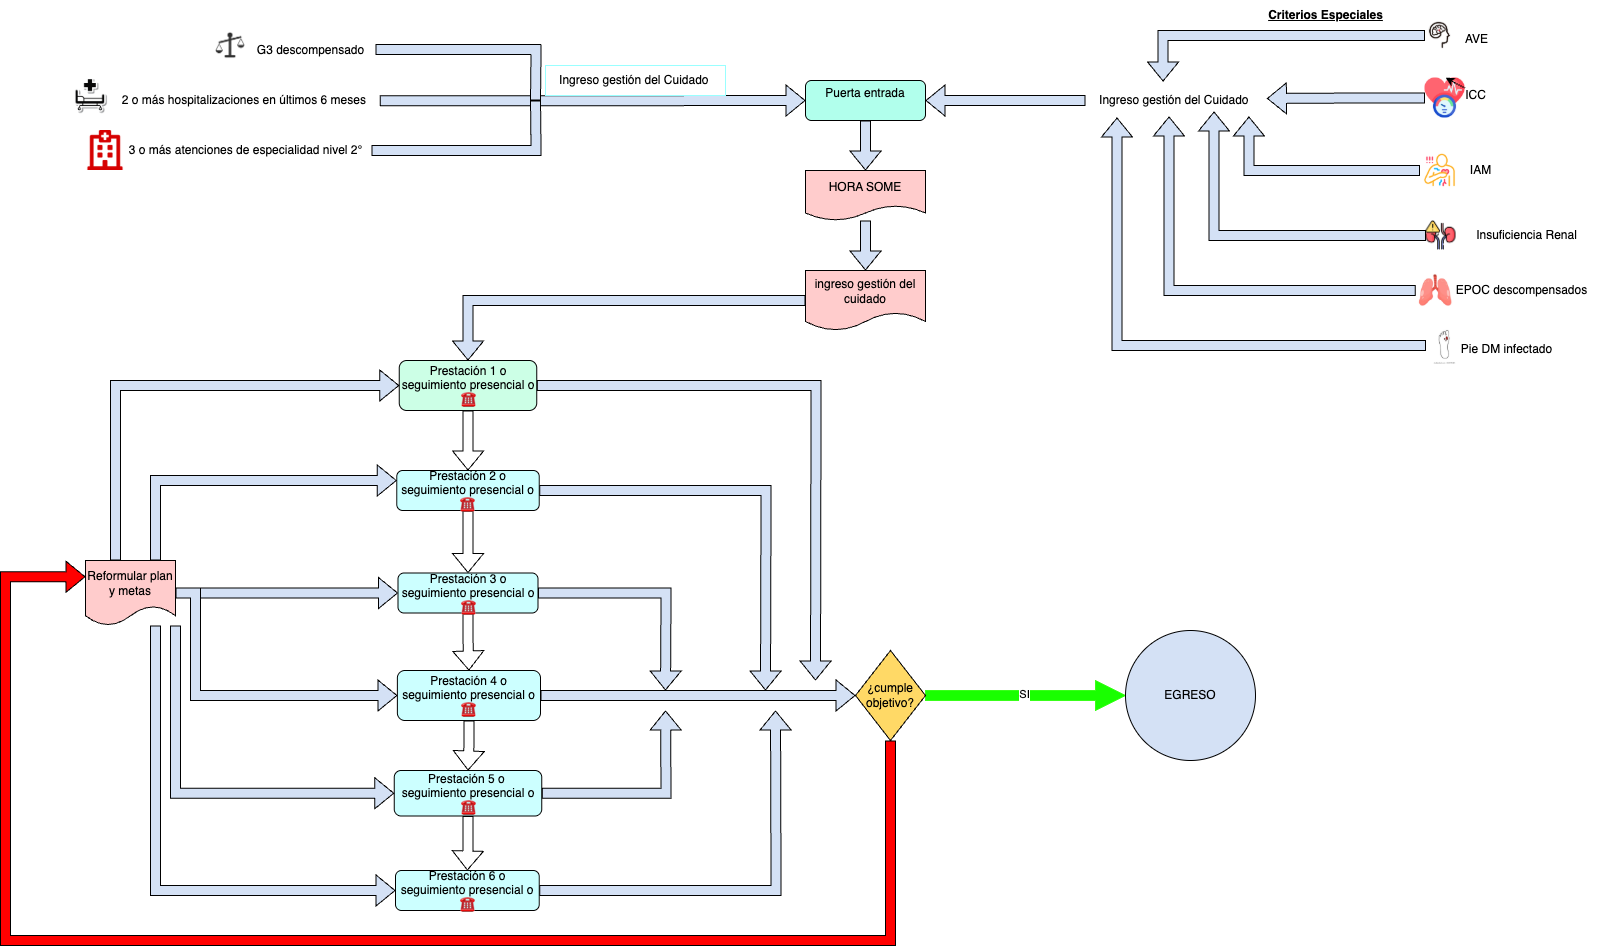 Criterios Especiales
G3 descompensado
AVE
Ingreso gestión del Cuidado
2 o más hospitalizaciones en últimos 6 meses
Puerta entrada
Ingreso gestión del Cuidado
ICC
3 o más atenciones de especialidad nivel 2°
IAM
HORA SOME
Insuficiencia Renal
ingreso gestión del
cuidado
EPOC descompensados
Pie DM infectado
Prestación 1 o
seguimiento presencial o
Prestación 2 o
seguimiento presencial o
Reformular plan
y metas
Prestación 3 o
seguimiento presencial o
Prestación 4 o
seguimiento presencial o
¿cumple
objetivo?
SI
EGRESO
Prestación 5 o
seguimiento presencial o
Prestación 6 o
seguimiento presencial o